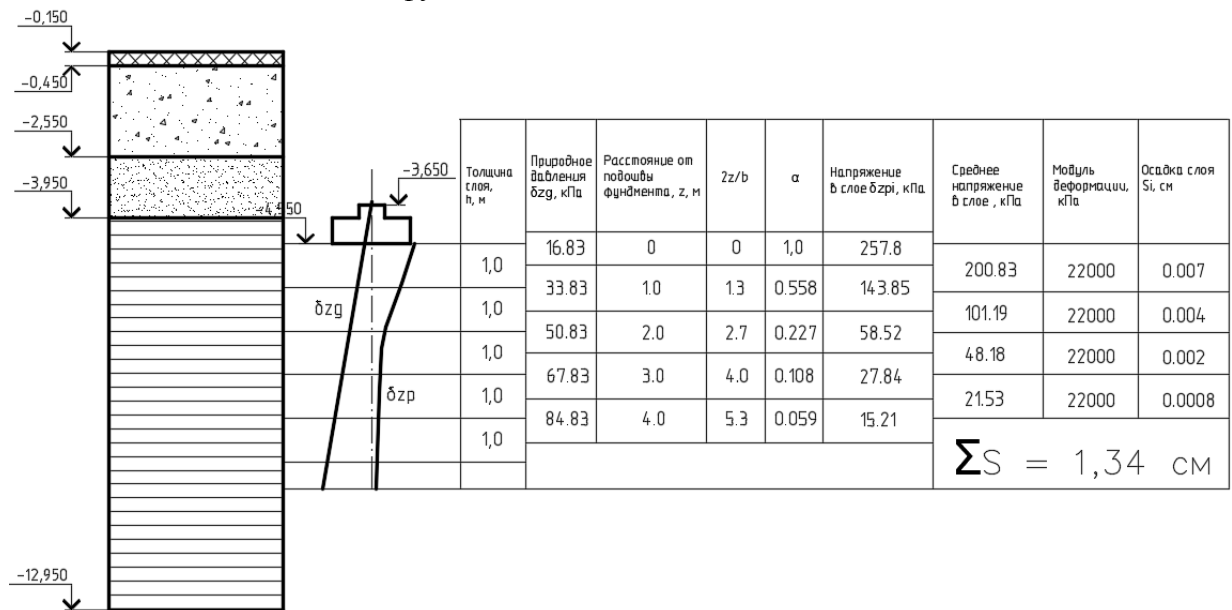 -0,150
-0,450
-2,550
-3,950
-12,950
-3,650
δzg
δzp
Толщина слоя, h, м
Природное давления δzg, кПа
Расстояние от подошвы фундмента, z, м
2z/b
α
Напряжение в слое δzpi, кПа
Среднее напряжение в слое , кПа
Модуль деформации, кПа
Осадка слоя Si, см
16.83 0 0 1,0 257.8
1,0 200.83 22000 0.007
33.83 1.0 1.3 0.558 143.85
1,0 101.19 22000 0.004
50.83 2.0 2.7 0.227 58.52
1,0 48.18 22000 0.002
67.83 3.0 4.0 0.108 27.84
1,0 21.53 22000 0.0008
84.83 4.0 5.3 0.059 15.21
1,0
ΣS = 1,34 см